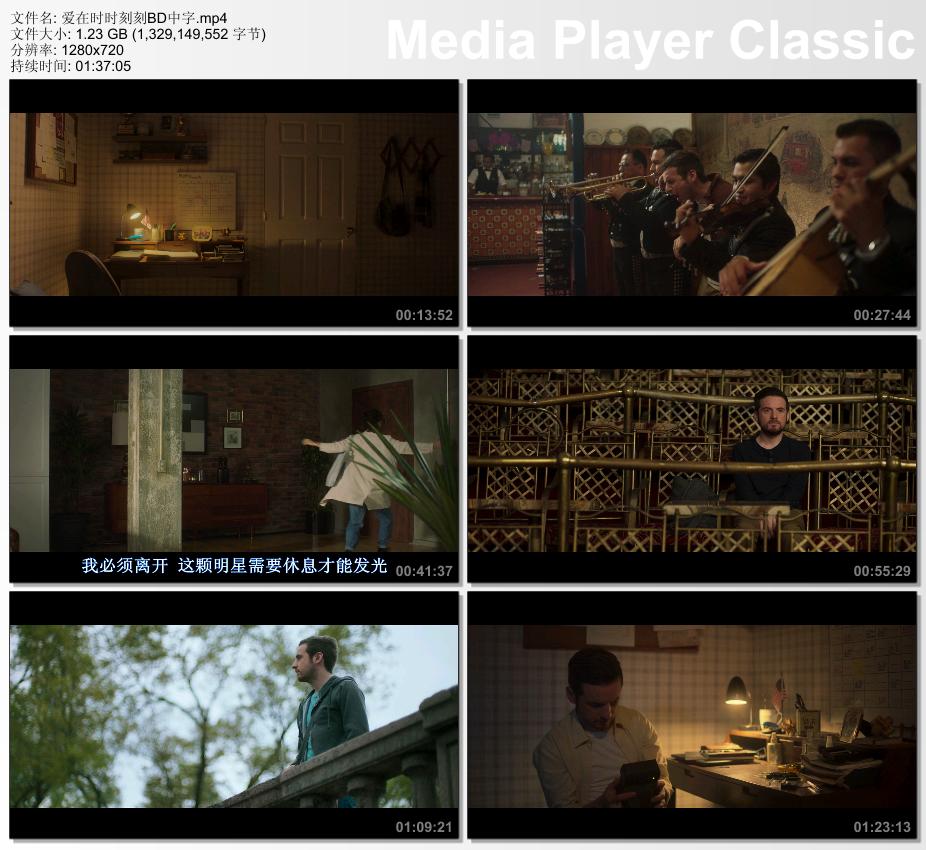 文件名: 爱在时时刻刻BD中字.mp4
文件大小: 1.23 GB (1,329,149,552 字节)
分辨率: 1280x720
持续时间: 01:37:05
Media Player Classic
00:13:52
00:27:44
我必须离开 这颗明星需要休息才能发光
00:41:37
00:55:29
01:09:21
01:23:13